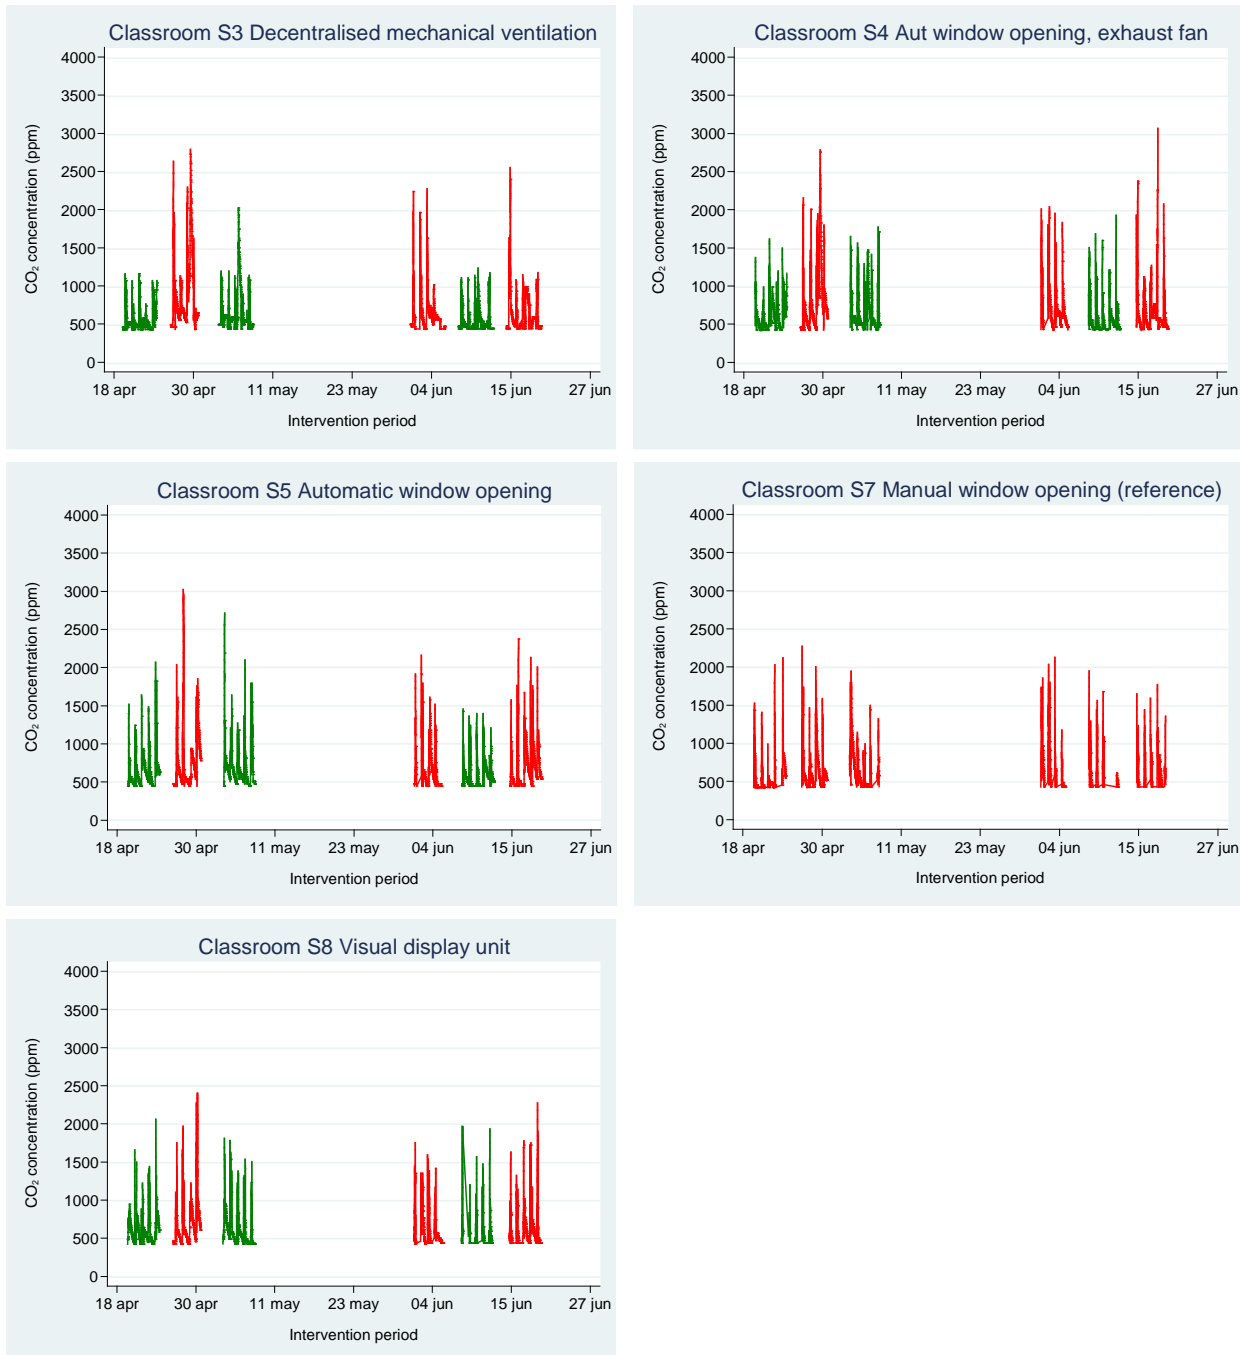 Classroom S3 Decentralised mechanical ventilation
4000
3500
3000
2500
2000
1500
1000
500
0
CO₂ concentration (ppm)
18 apr 30 apr 11 may 23 may 04 jun 15 jun 27 jun
Intervention period
Classroom S4 Aut window opening, exhaust fan
4000
3500
3000
2500
2000
1500
1000
500
0
CO₂ concentration (ppm)
18 apr 30 apr 11 may 23 may 04 jun 15 jun 27 jun
Intervention period
Classroom S5 Automatic window opening
4000
3500
3000
2500
2000
1500
1000
500
0
CO₂ concentration (ppm)
18 apr 30 apr 11 may 23 may 04 jun 15 jun 27 jun
Intervention period
Classroom S7 Manual window opening (reference)
4000
3500
3000
2500
2000
1500
1000
500
0
CO₂ concentration (ppm)
18 apr 30 apr 11 may 23 may 04 jun 15 jun 27 jun
Intervention period
Classroom S8 Visual display unit
4000
3500
3000
2500
2000
1500
1000
500
0
CO₂ concentration (ppm)
18 apr 30 apr 11 may 23 may 04 jun 15 jun 27 jun
Intervention period